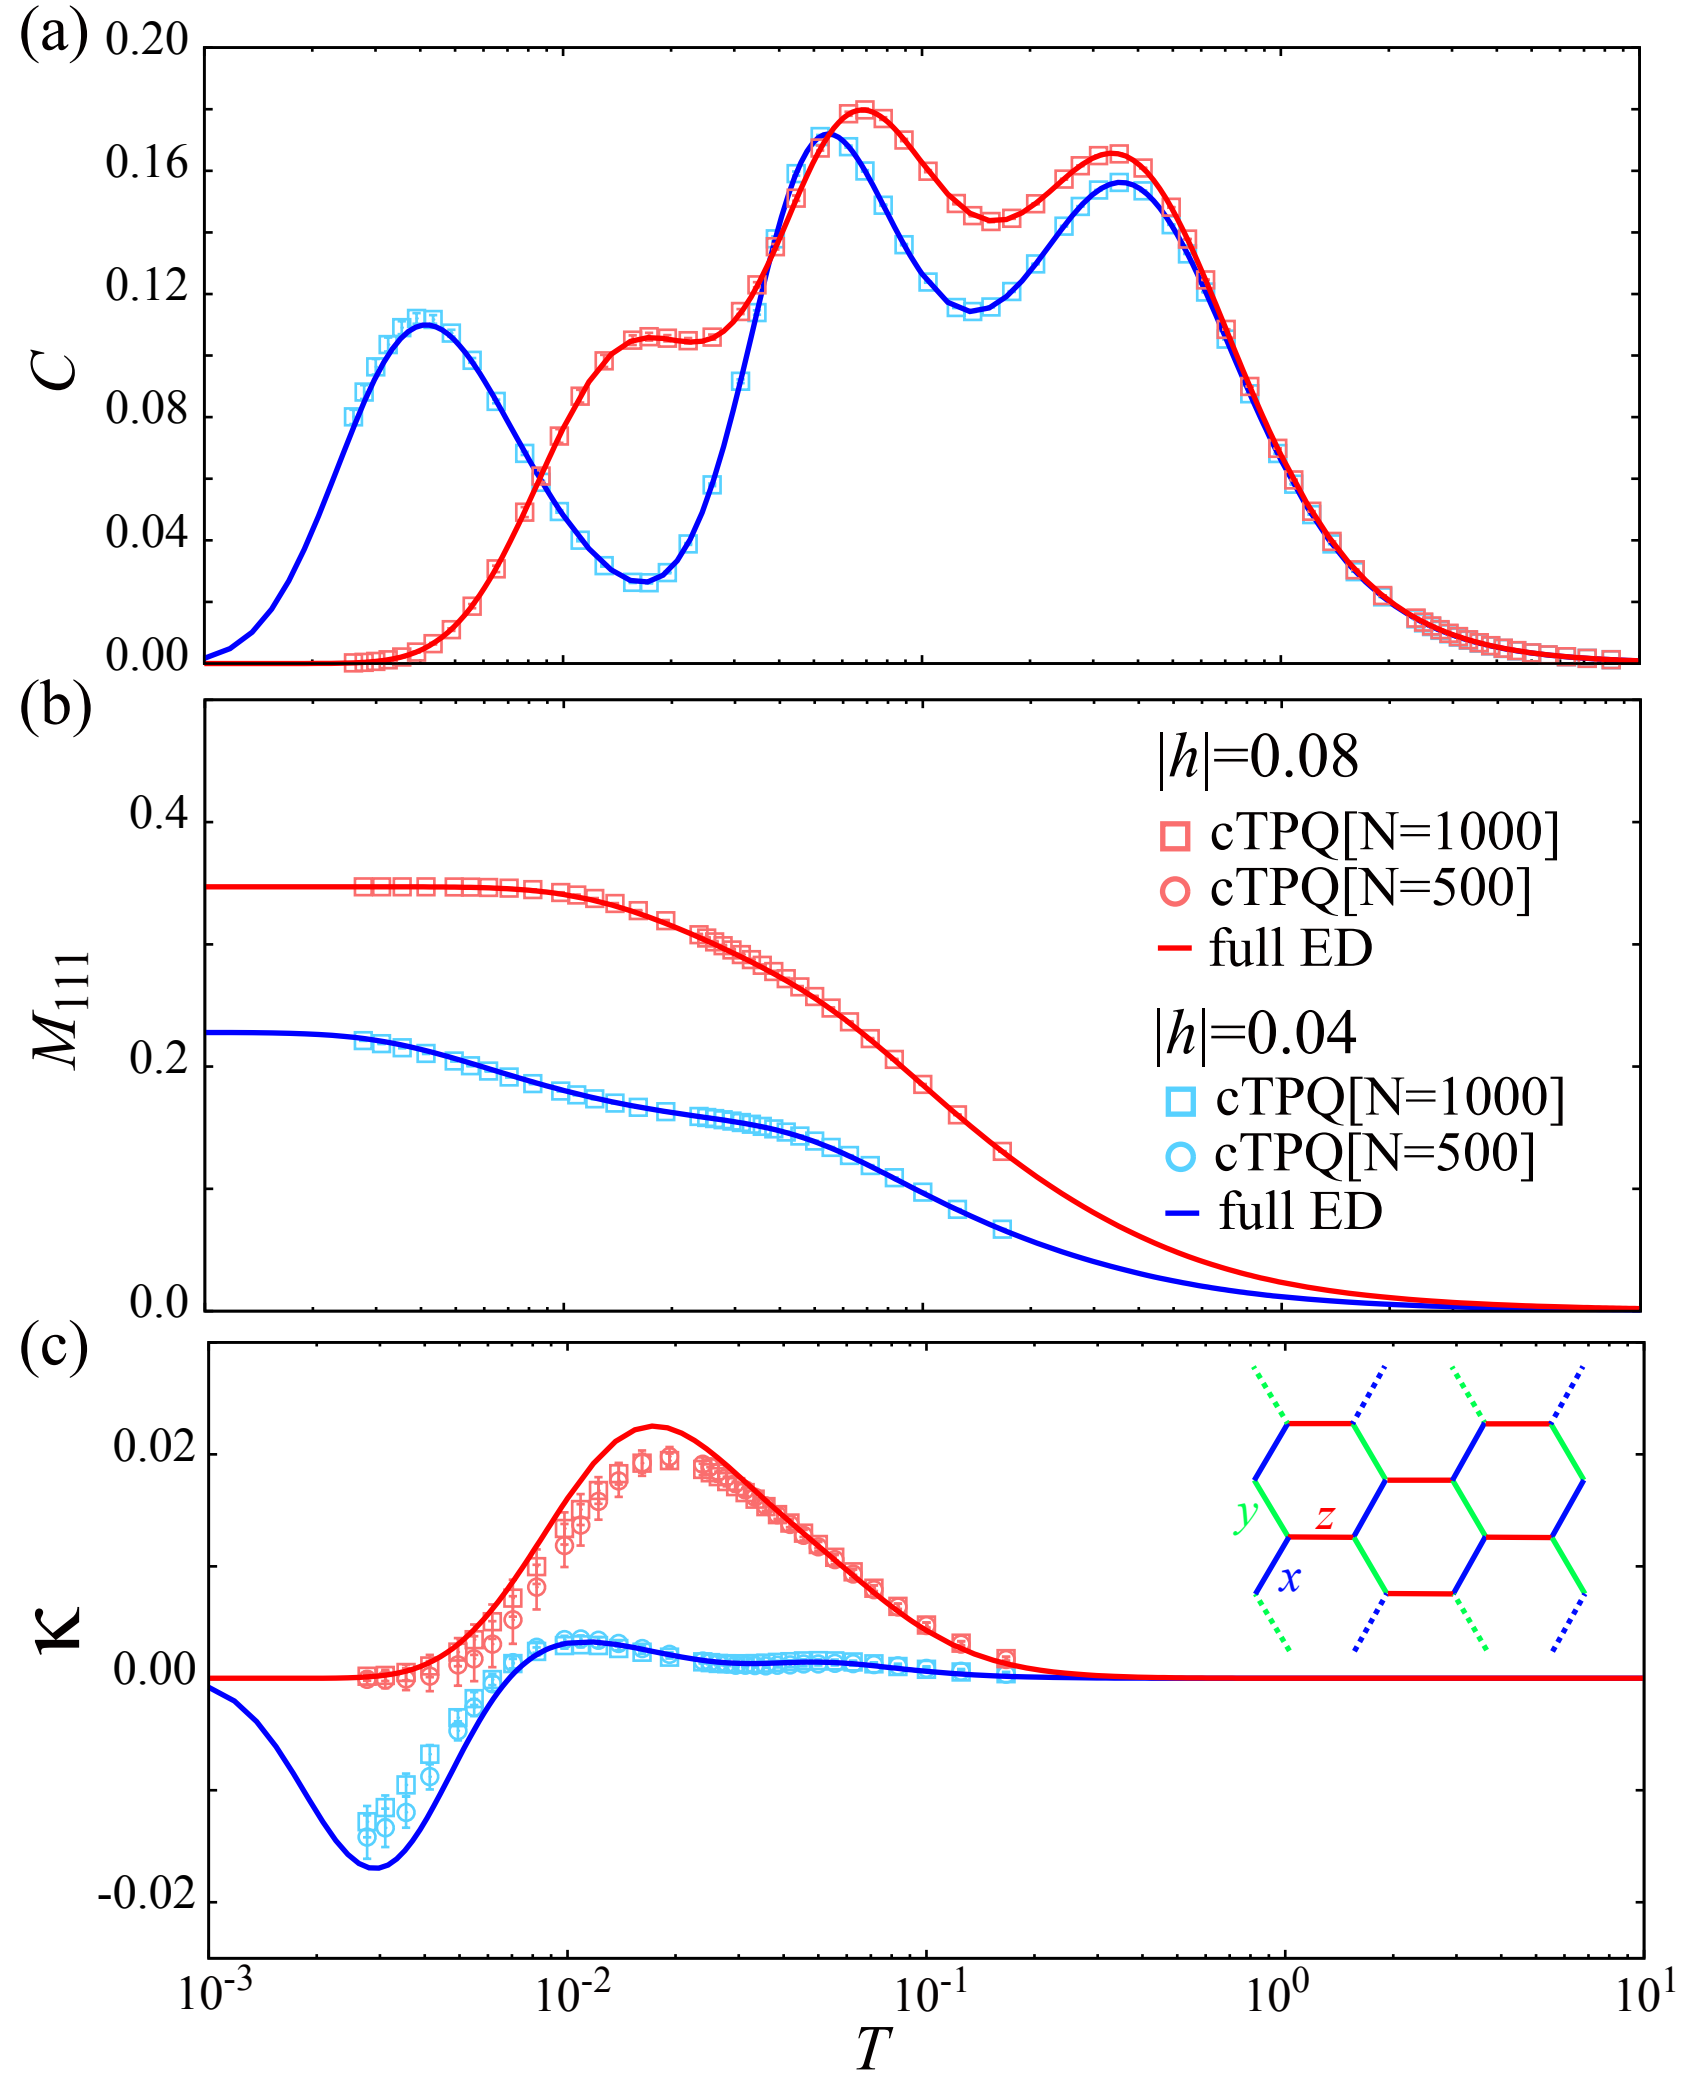 (a)
0.20
0.16
0.12
0.08
0.04
0.00
C
(b)
0.4
0.2
0.0
M111
|h|=0.08
cTPQ[N=1000]
cTPQ[N=500]
full ED
|h|=0.04
cTPQ[N=1000]
cTPQ[N=500]
full ED
(c)
0.02
0.00
-0.02
κ
y
z
x
10-3 10-2 10-1 100 101
T